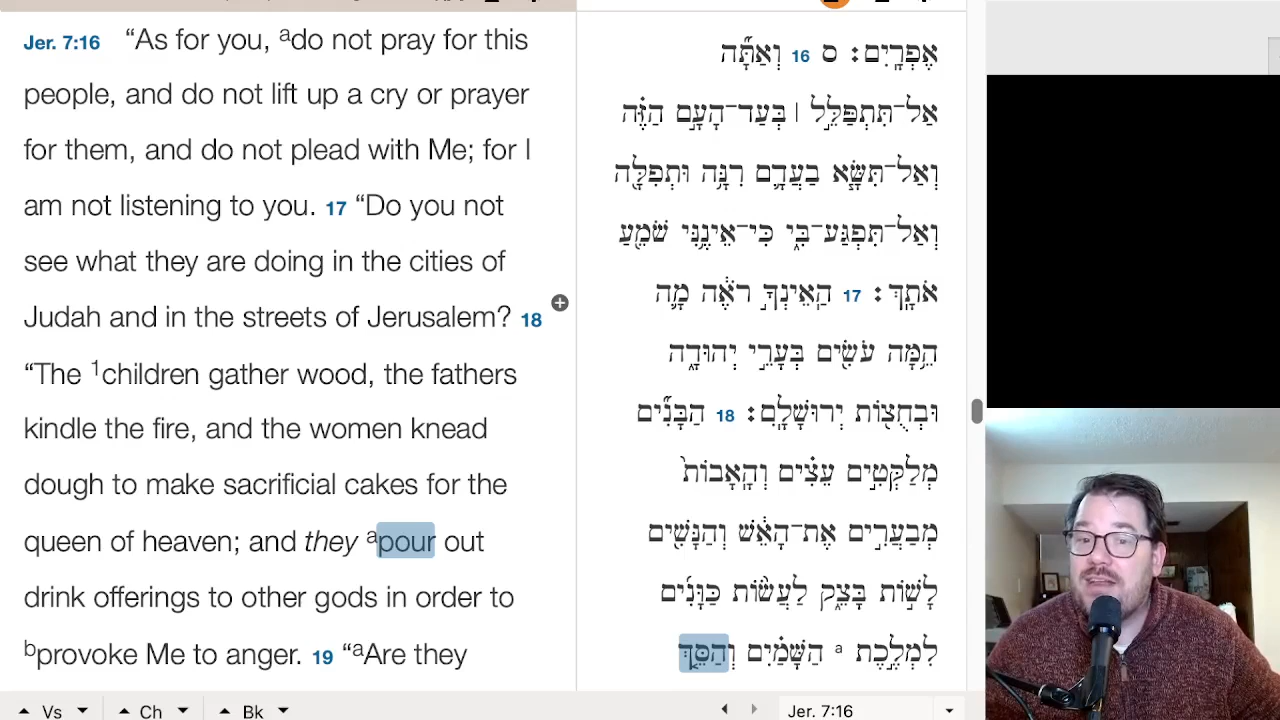 Jer. 7:16 “As for you, ado not pray for this
people, and do not lift up a cry or prayer
for them, and do not plead with Me; for I
am not listening to you. 17 “Do you not
see what they are doing in the cities of
Judah and in the streets of Jerusalem? 18
“The 1children gather wood, the fathers
kindle the fire, and the women knead
dough to make sacrificial cakes for the
queen of heaven; and they apour out
drink offerings to other gods in order to
bprovoke Me to anger. 19 “aAre they
אֶפְרָֽיִם׃ ס 16 וְאַתָּ֞ה
אַל־תִּתְפַּלֵּ֣ל ׀ בְּעַד־הָעָ֣ם הַזֶּ֗ה
וְאַל־תִּשָּׂ֧א בַעֲדָ֛ם רִנָּ֥ה וּתְפִלָּ֖ה
וְאַל־תִּפְגַּע־בִּ֑י כִּי־אֵינֶ֥נִּי שֹׁמֵ֖עַ
אֹתָֽךְ׃ 17 הַֽאֵינְךָ֣ רֹאֶ֔ה מָ֛ה
הֵ֥מָּה עֹשִׂ֖ים בְּעָרֵ֣י יְהוּדָ֑ה
וּבְחֻצ֖וֹת יְרוּשָׁלִָֽם׃ 18 הַבָּנִ֞ים
מְלַקְּטִ֣ים עֵצִ֗ים וְהָֽאָבוֹת֙
מְבַעֲרִ֣ים אֶת־הָאֵ֔שׁ וְהַנָּשִׁ֖ים
לָשׁ֣וֹת בָּצֵ֑ק לַעֲשׂ֨וֹת כַּוָּנִ֜ים
לִמְלֶ֣כֶת a הַשָּׁמַ֗יִם וְהַסֵּ֤ךְ
Vs Ch Bk Jer. 7:16